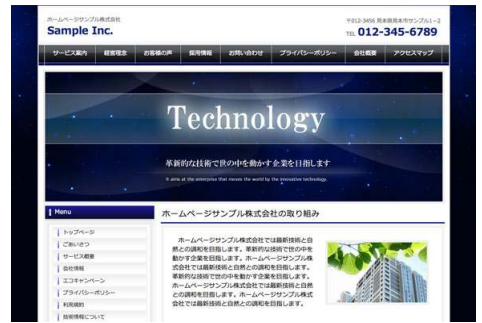 ホームページサンプル株式会社
Sample Inc.
〒012-3456 見本県見本市サンプル1-2
TEL 012-345-6789
サービス案内 経営理念 お客様の声 採用情報 お問い合わせ プライバシーポリシー 会社概要 アクセスマップ
Technology
革新的な技術で世の中を動かす企業を目指します
It aims at the enterprise that moves the world by the innovative technology.
Menu
トップページ
ごあいさつ
サービス概要
会社情報
エコキャンペーン
プライバシーポリシー
利用規約
技術情報について
ホームページサンプル株式会社の取り組み
ホームページサンプル株式会社では最新技術と自
然との調和を目指します。革新的な技術で世の中を
動かす企業を目指します。ホームページサンプル株
式会社では最新技術と自然との調和を目指します。
革新的な技術で世の中を動かす企業を目指します。
ホームページサンプル株式会社では最新技術と自然
との調和を目指します。ホームページサンプル株式
会社では最新技術と自然との調和を目指します。